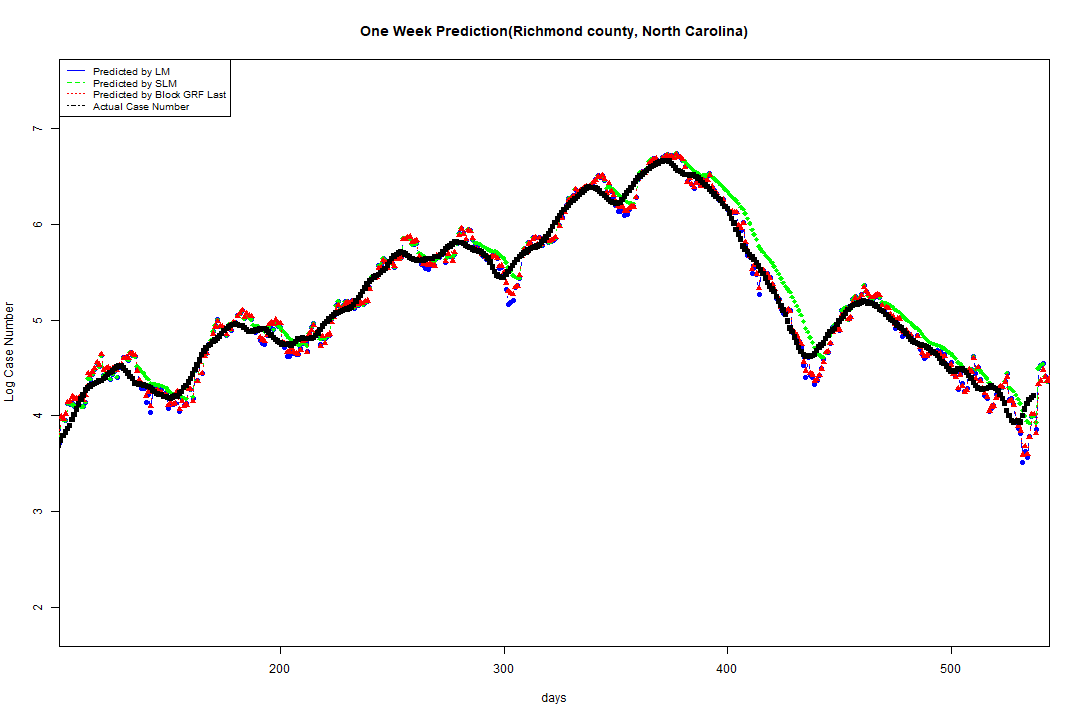 One Week Prediction(Richmond county, North Carolina)
Predicted by LM
Predicted by SLM
Predicted by Block GRF Last
Actual Case Number
Log Case Number
7
6
5
4
3
2
200
300
400
500
days